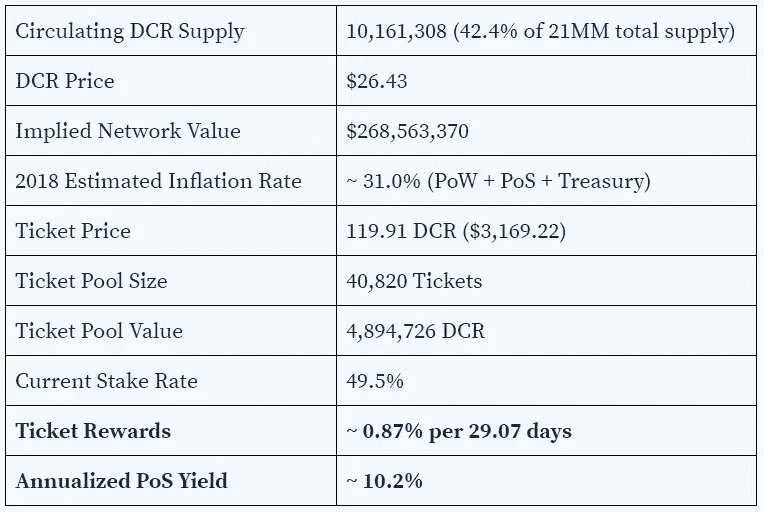 Circulating DCR Supply 10,161,308 (42.4% of 21MM total supply)
DCR Price $26.43
Implied Network Value $268,563,370
2018 Estimated Inflation Rate ~ 31.0% (PoW + PoS + Treasury)
Ticket Price 119.91 DCR ($3,169.22)
Ticket Pool Size 40,820 Tickets
Ticket Pool Value 4,894,726 DCR
Current Stake Rate 49.5%
Ticket Rewards ~ 0.87% per 29.07 days
Annualized PoS Yield ~ 10.2%